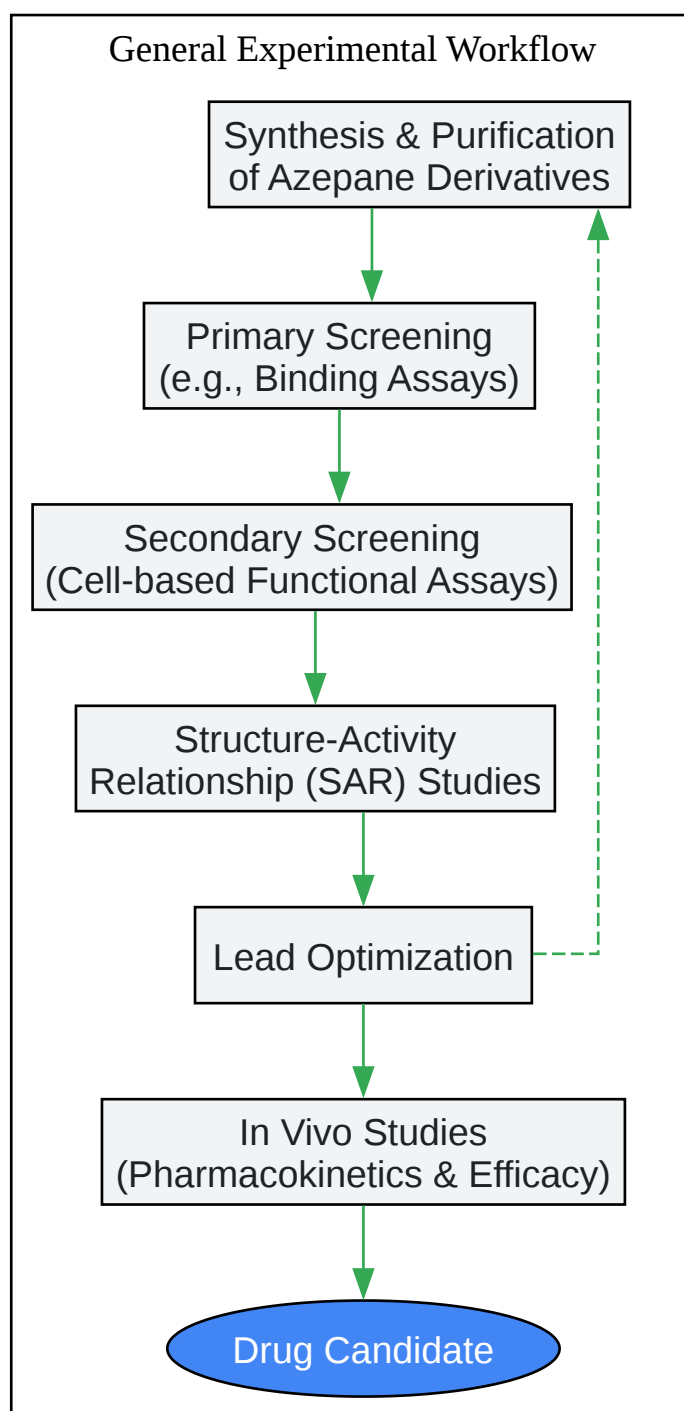 General Experimental Workflow
Synthesis & Purification
of Azepane Derivatives
Primary Screening
(e.g., Binding Assays)
Secondary Screening
(Cell-based Functional Assays)
Structure-Activity
Relationship (SAR) Studies
Lead Optimization
In Vivo Studies
(Pharmacokinetics & Efficacy)
Drug Candidate